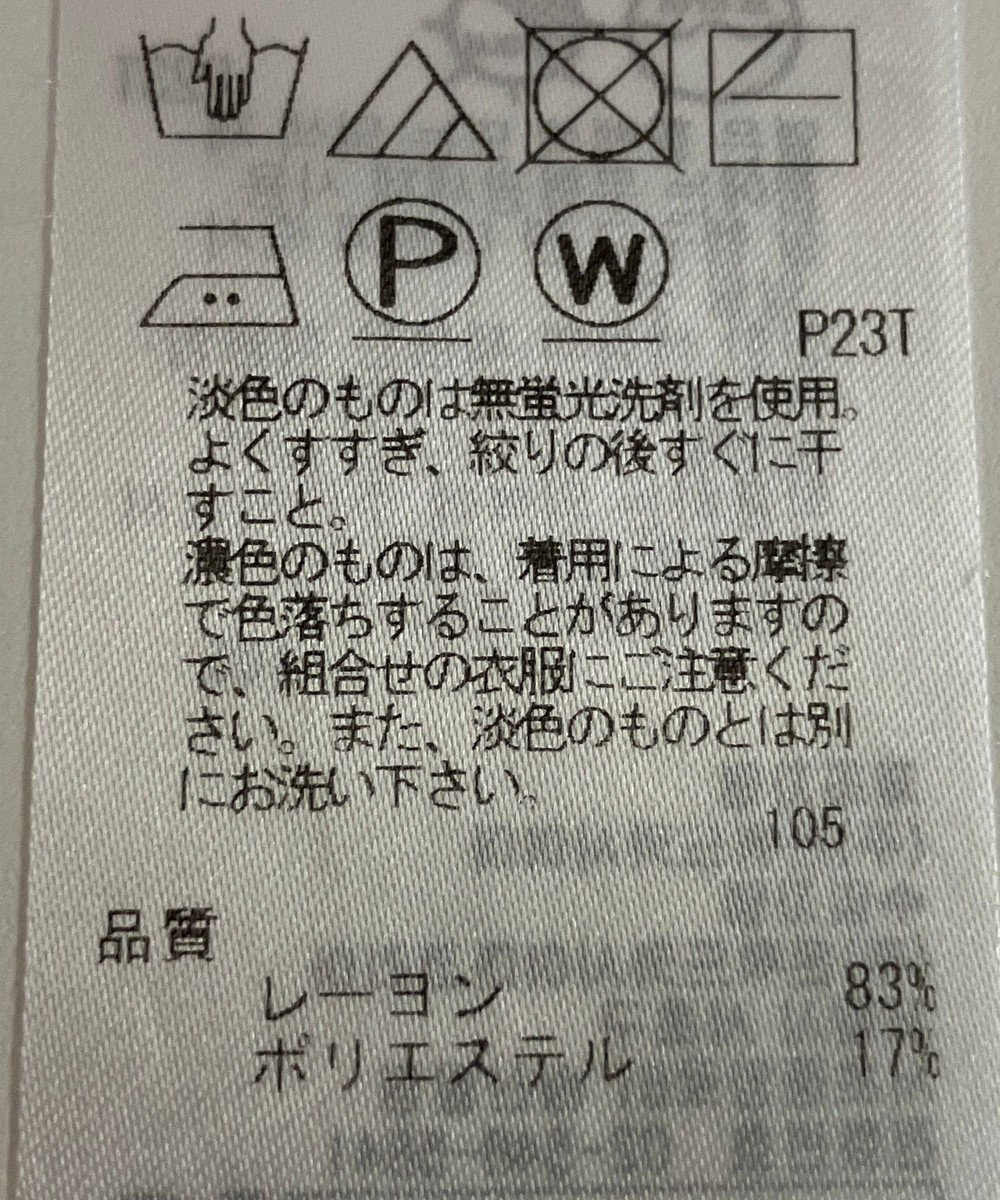 P W
P23T
淡色のものは無蛍光洗剤を使用。
よくすすぎ、絞りの後すぐに干
すこと。
濃色のものは、着用による摩擦
で色落ちすることがありますの
で、組合せの衣服にご注意くだ
さい。また、淡色のものとは別
にお洗い下さい。
105
品質
レーヨン 83%
ポリエステル 17%